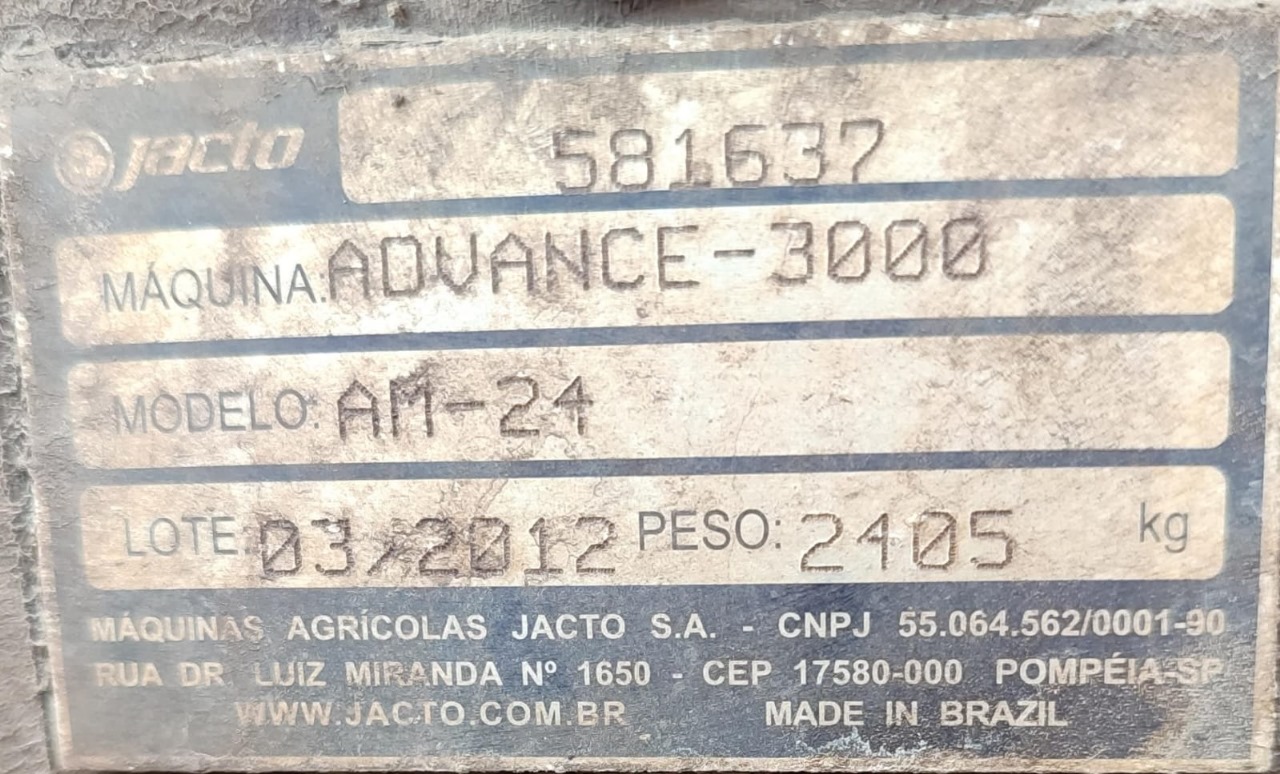 jacto 581637
MÁQUINA: ADVANCE-3000
MODELO: AM-24
LOTE: 03/2012 PESO: 2405 kg
MÁQUINAS AGRÍCOLAS JACTO S.A. - CNPJ 55.064.562/0001-90
RUA DR LUIZ MIRANDA Nº 1650 - CEP 17580-000 POMPÉIA-SP
WWW.JACTO.COM.BR MADE IN BRAZIL